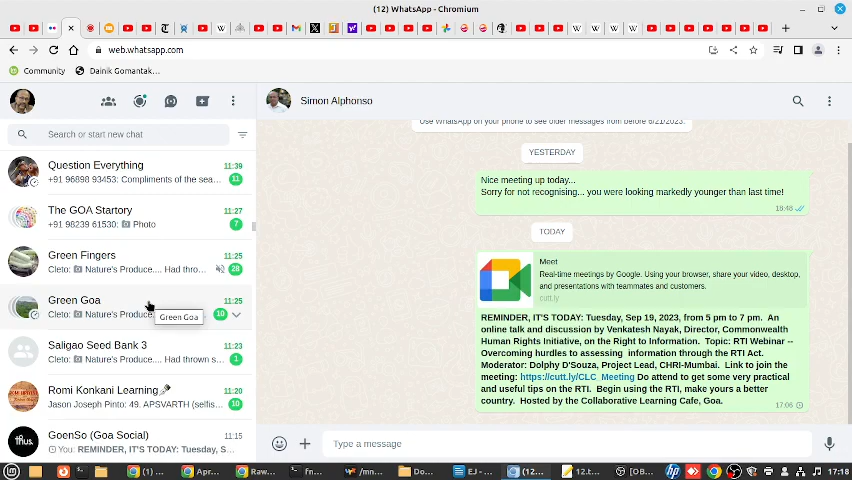 (12) WhatsApp - Chromium
web.whatsapp.com
Community
Dainik Gomantak...
Simon Alphonso
Search or start new chat
Use WhatsApp on your phone to see older messages from before 6/21/2023.
YESTERDAY
Nice meeting up today...
Sorry for not recognising... you were looking markedly younger than last time!
18:48
TODAY
Meet
Real-time meetings by Google. Using your browser, share your video, desktop,
and presentations with teammates and customers.
cutt.ly
REMINDER, IT'S TODAY: Tuesday, Sep 19, 2023, from 5 pm to 7 pm. An
online talk and discussion by Venkatesh Nayak, Director, Commonwealth
Human Rights Initiative, on the Right to Information. Topic: RTI Webinar --
Overcoming hurdles to assessing information through the RTI Act.
Moderator: Dolphy D'Souza, Project Lead, CHRI-Mumbai. Link to join the
meeting: https://cutt.ly/CLC_Meeting Do attend to get some very practical
and useful tips on the RTI. Begin using the RTI, make yours a better
country. Hosted by the Collaborative Learning Cafe, Goa.
17:06
Question Everything 11:39
+91 96898 93453: Compliments of the sea... 11
The GOA Startory 11:27
+91 98239 61530: Photo 7
Green Fingers 11:25
Cleto: Nature's Produce.... Had thro... 28
Green Goa 11:25
Cleto: Nature's Produce... 10
Green Goa
Saligao Seed Bank 3 11:23
Cleto: Nature's Produce.... Had thrown s... 1
Romi Konkani Learning 11:20
Jason Joseph Pinto: 49. APSVARTH (selfis... 10
GoenSo (Goa Social) 11:15
You: REMINDER, IT'S TODAY: Tuesday, S...
thus.
Type a message
(1) ...
Apr...
Raw...
fn...
/mn...
Do...
EJ - ...
(12...
12.t...
[OB...
17:18